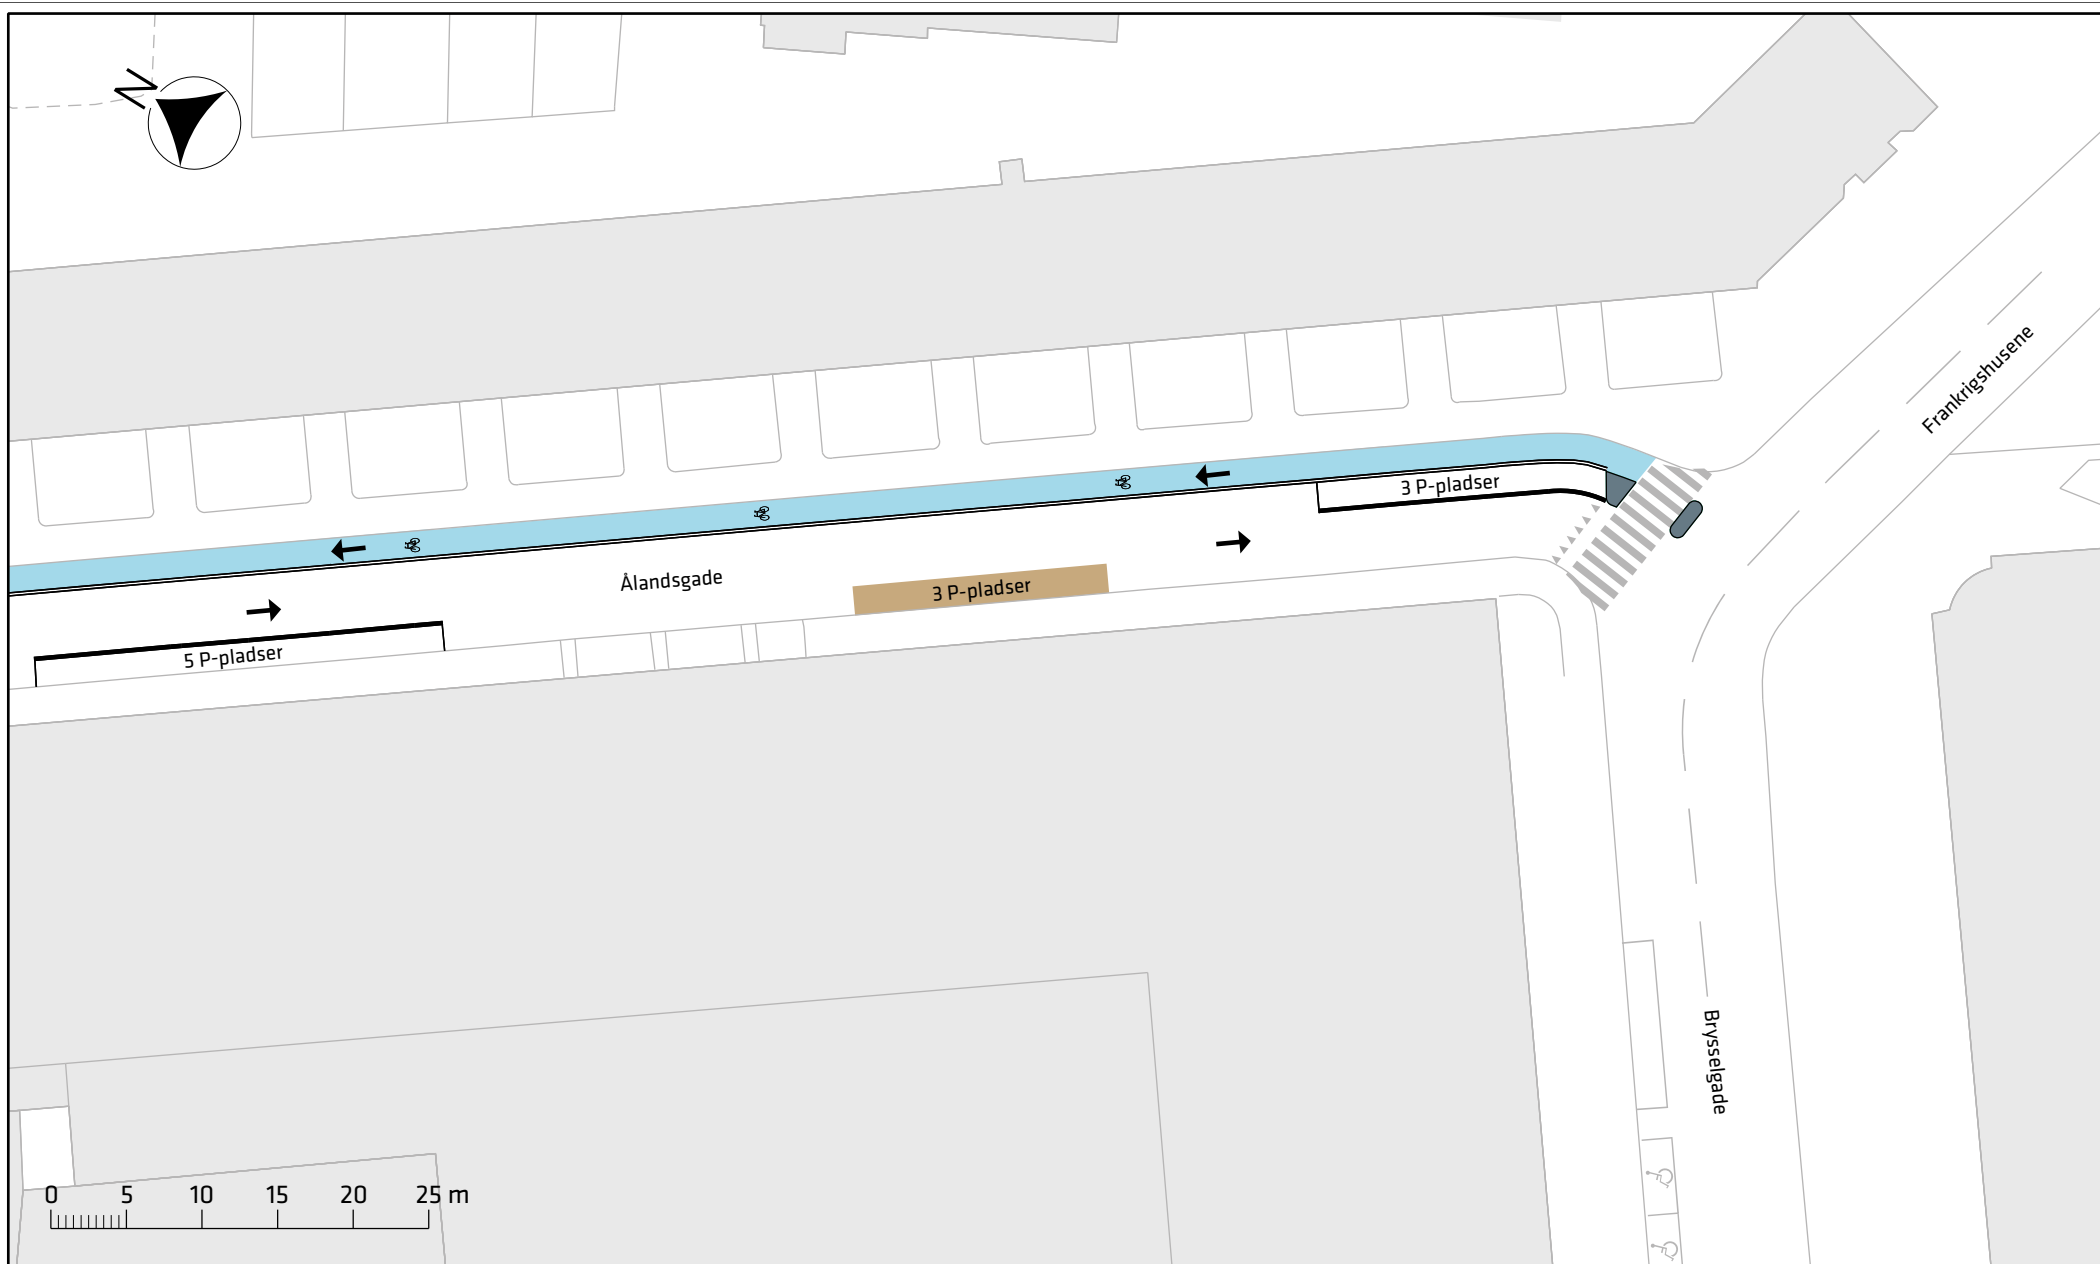 N
Frankrigshusene
3 P-pladser
Ålandsgade
3 P-pladser
5 P-pladser
Brysselgade
0 5 10 15 20 25 m